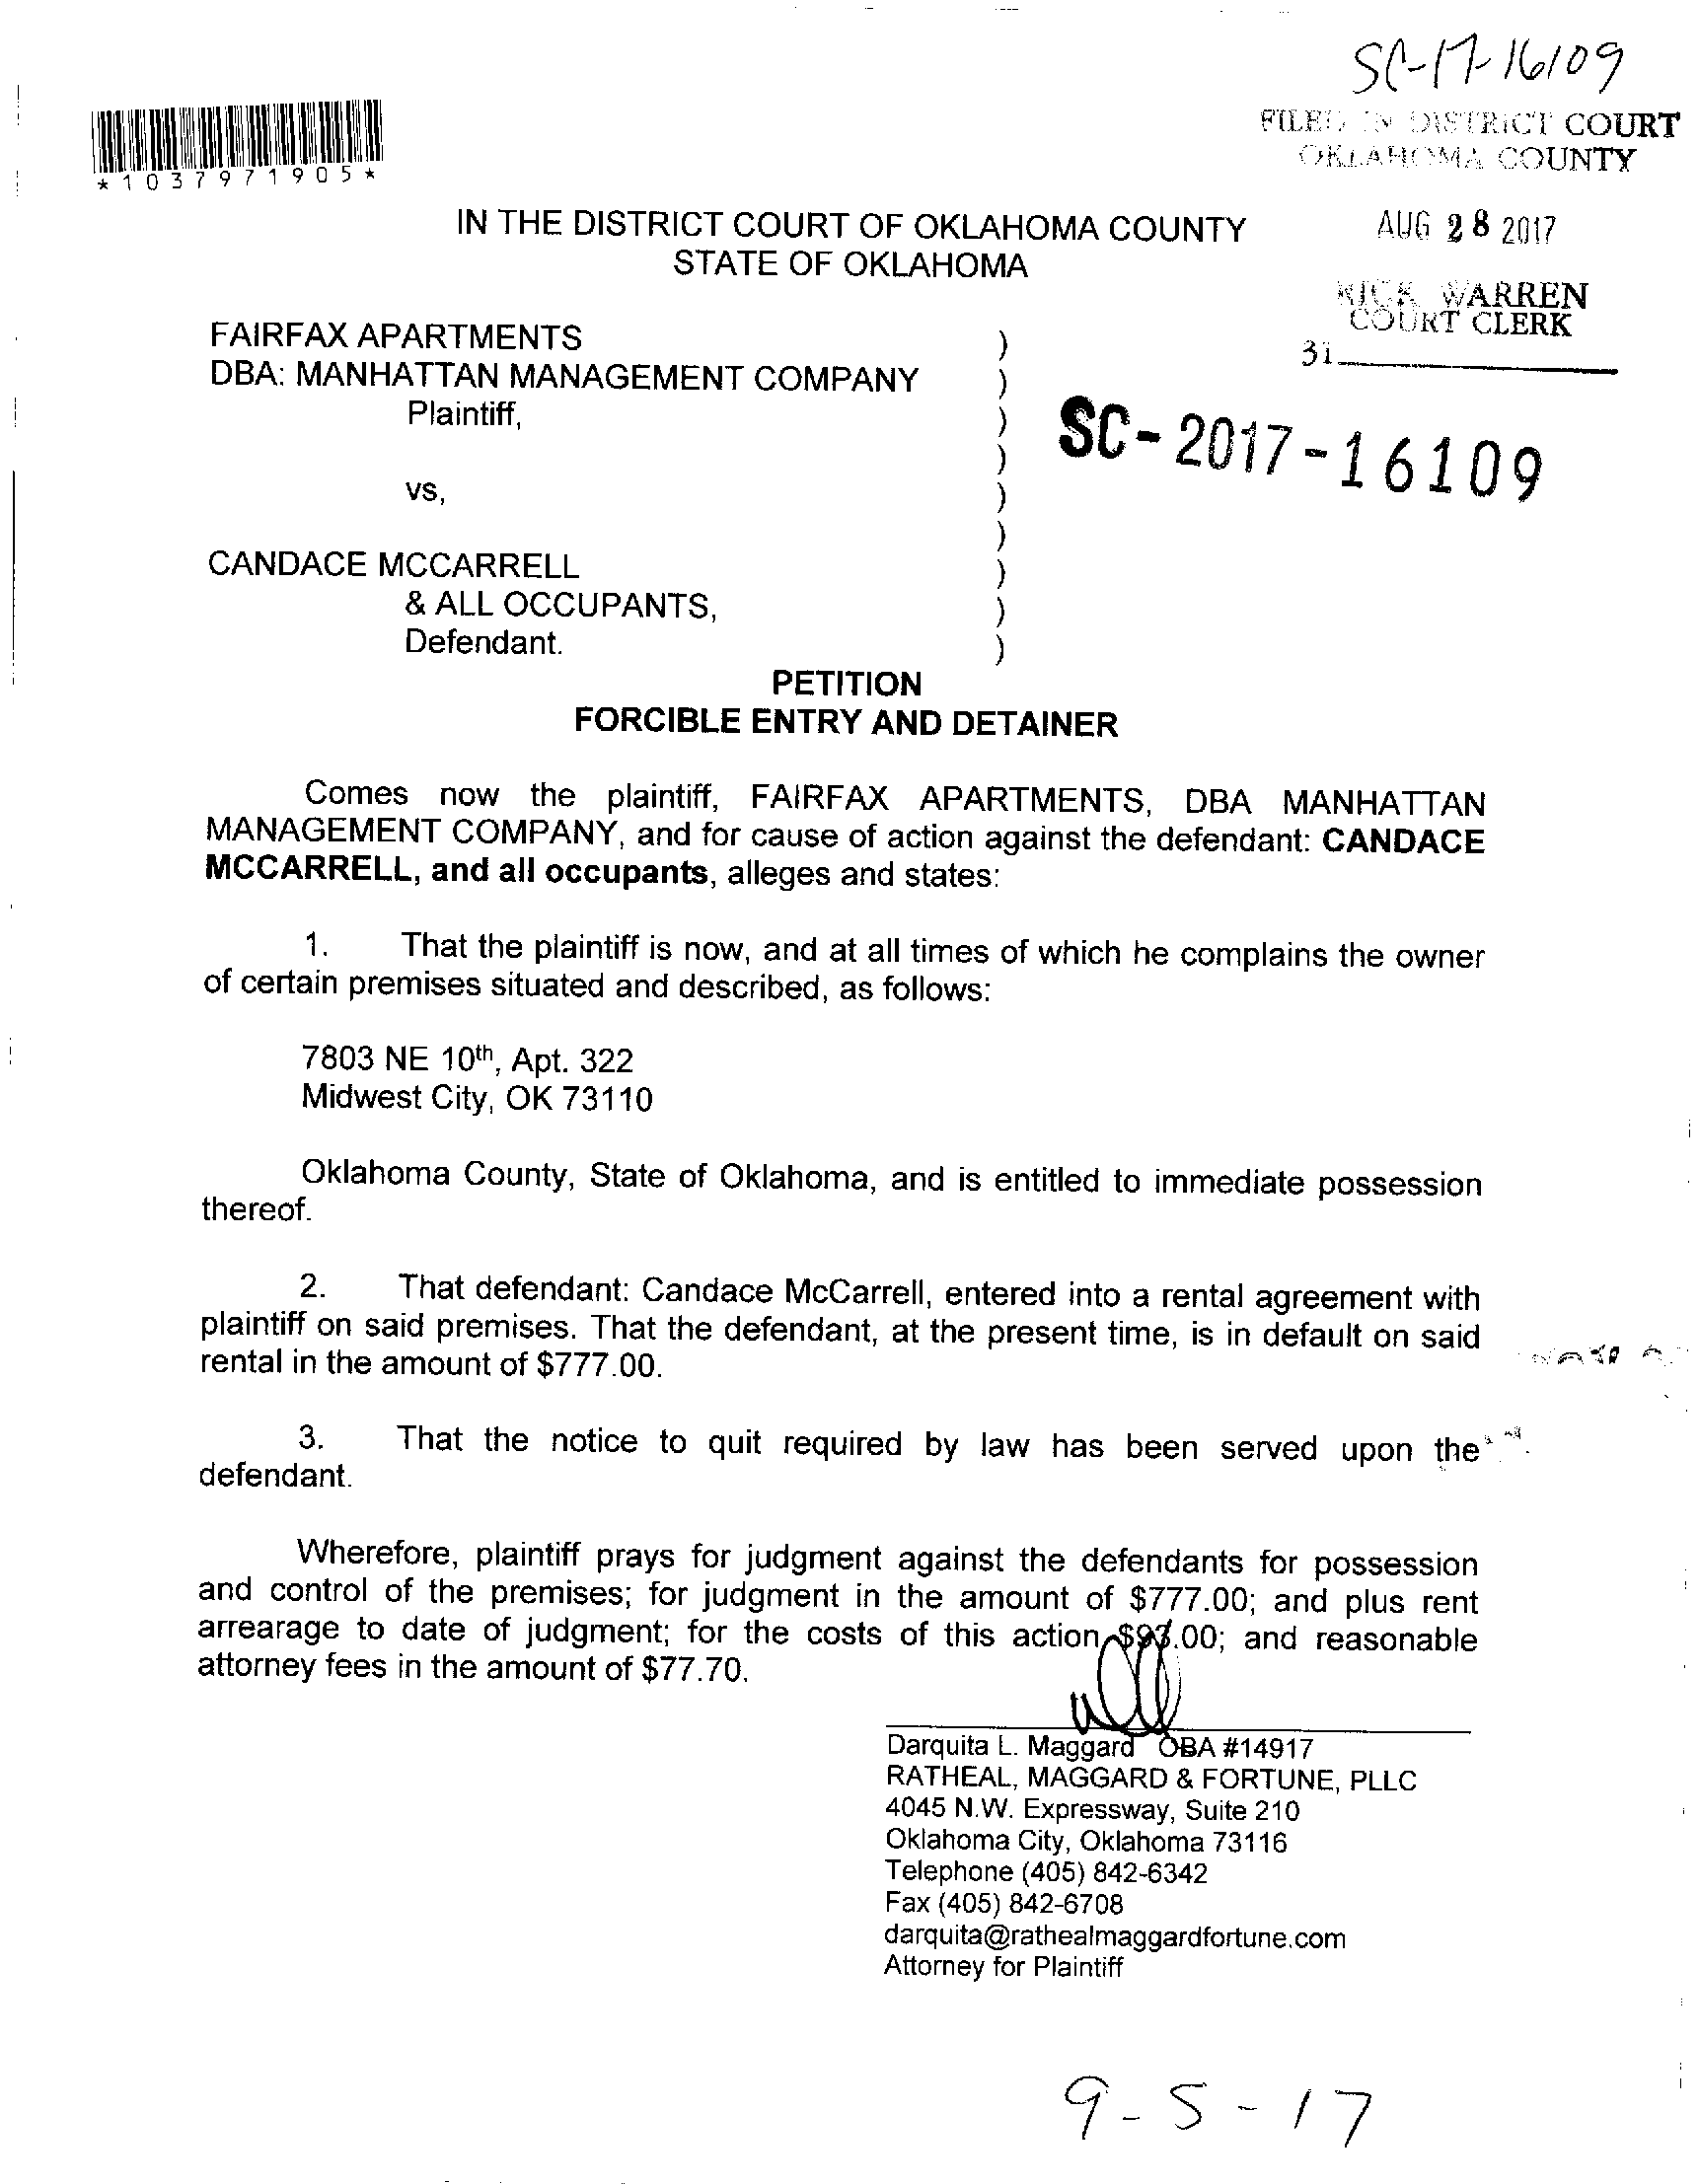 SC-17-16109
FILED IN DISTRICT COURT
OKLAHOMA COUNTY
*1037971905*
IN THE DISTRICT COURT OF OKLAHOMA COUNTY
STATE OF OKLAHOMA
AUG 28 2017
RICK WARREN
COURT CLERK
31
FAIRFAX APARTMENTS )
DBA: MANHATTAN MANAGEMENT COMPANY )
Plaintiff, )
)
SC-2017-16109
vs, )
)
CANDACE MCCARRELL )
& ALL OCCUPANTS, )
Defendant. )
PETITION
FORCIBLE ENTRY AND DETAINER
Comes now the plaintiff, FAIRFAX APARTMENTS, DBA MANHATTAN
MANAGEMENT COMPANY, and for cause of action against the defendant: CANDACE
MCCARRELL, and all occupants, alleges and states:
1. That the plaintiff is now, and at all times of which he complains the owner
of certain premises situated and described, as follows:
7803 NE 10th, Apt. 322
Midwest City, OK 73110
Oklahoma County, State of Oklahoma, and is entitled to immediate possession
thereof.
2. That defendant: Candace McCarrell, entered into a rental agreement with
plaintiff on said premises. That the defendant, at the present time, is in default on said
rental in the amount of $777.00.
3. That the notice to quit required by law has been served upon the
defendant.
Wherefore, plaintiff prays for judgment against the defendants for possession
and control of the premises; for judgment in the amount of $777.00; and plus rent
arrearage to date of judgment; for the costs of this action $93.00; and reasonable
attorney fees in the amount of $77.70.
Darquita L. Maggard OBA #14917
RATHEAL, MAGGARD & FORTUNE, PLLC
4045 N.W. Expressway, Suite 210
Oklahoma City, Oklahoma 73116
Telephone (405) 842-6342
Fax (405) 842-6708
darquita@rathealmaggardfortune.com
Attorney for Plaintiff
9-5-17